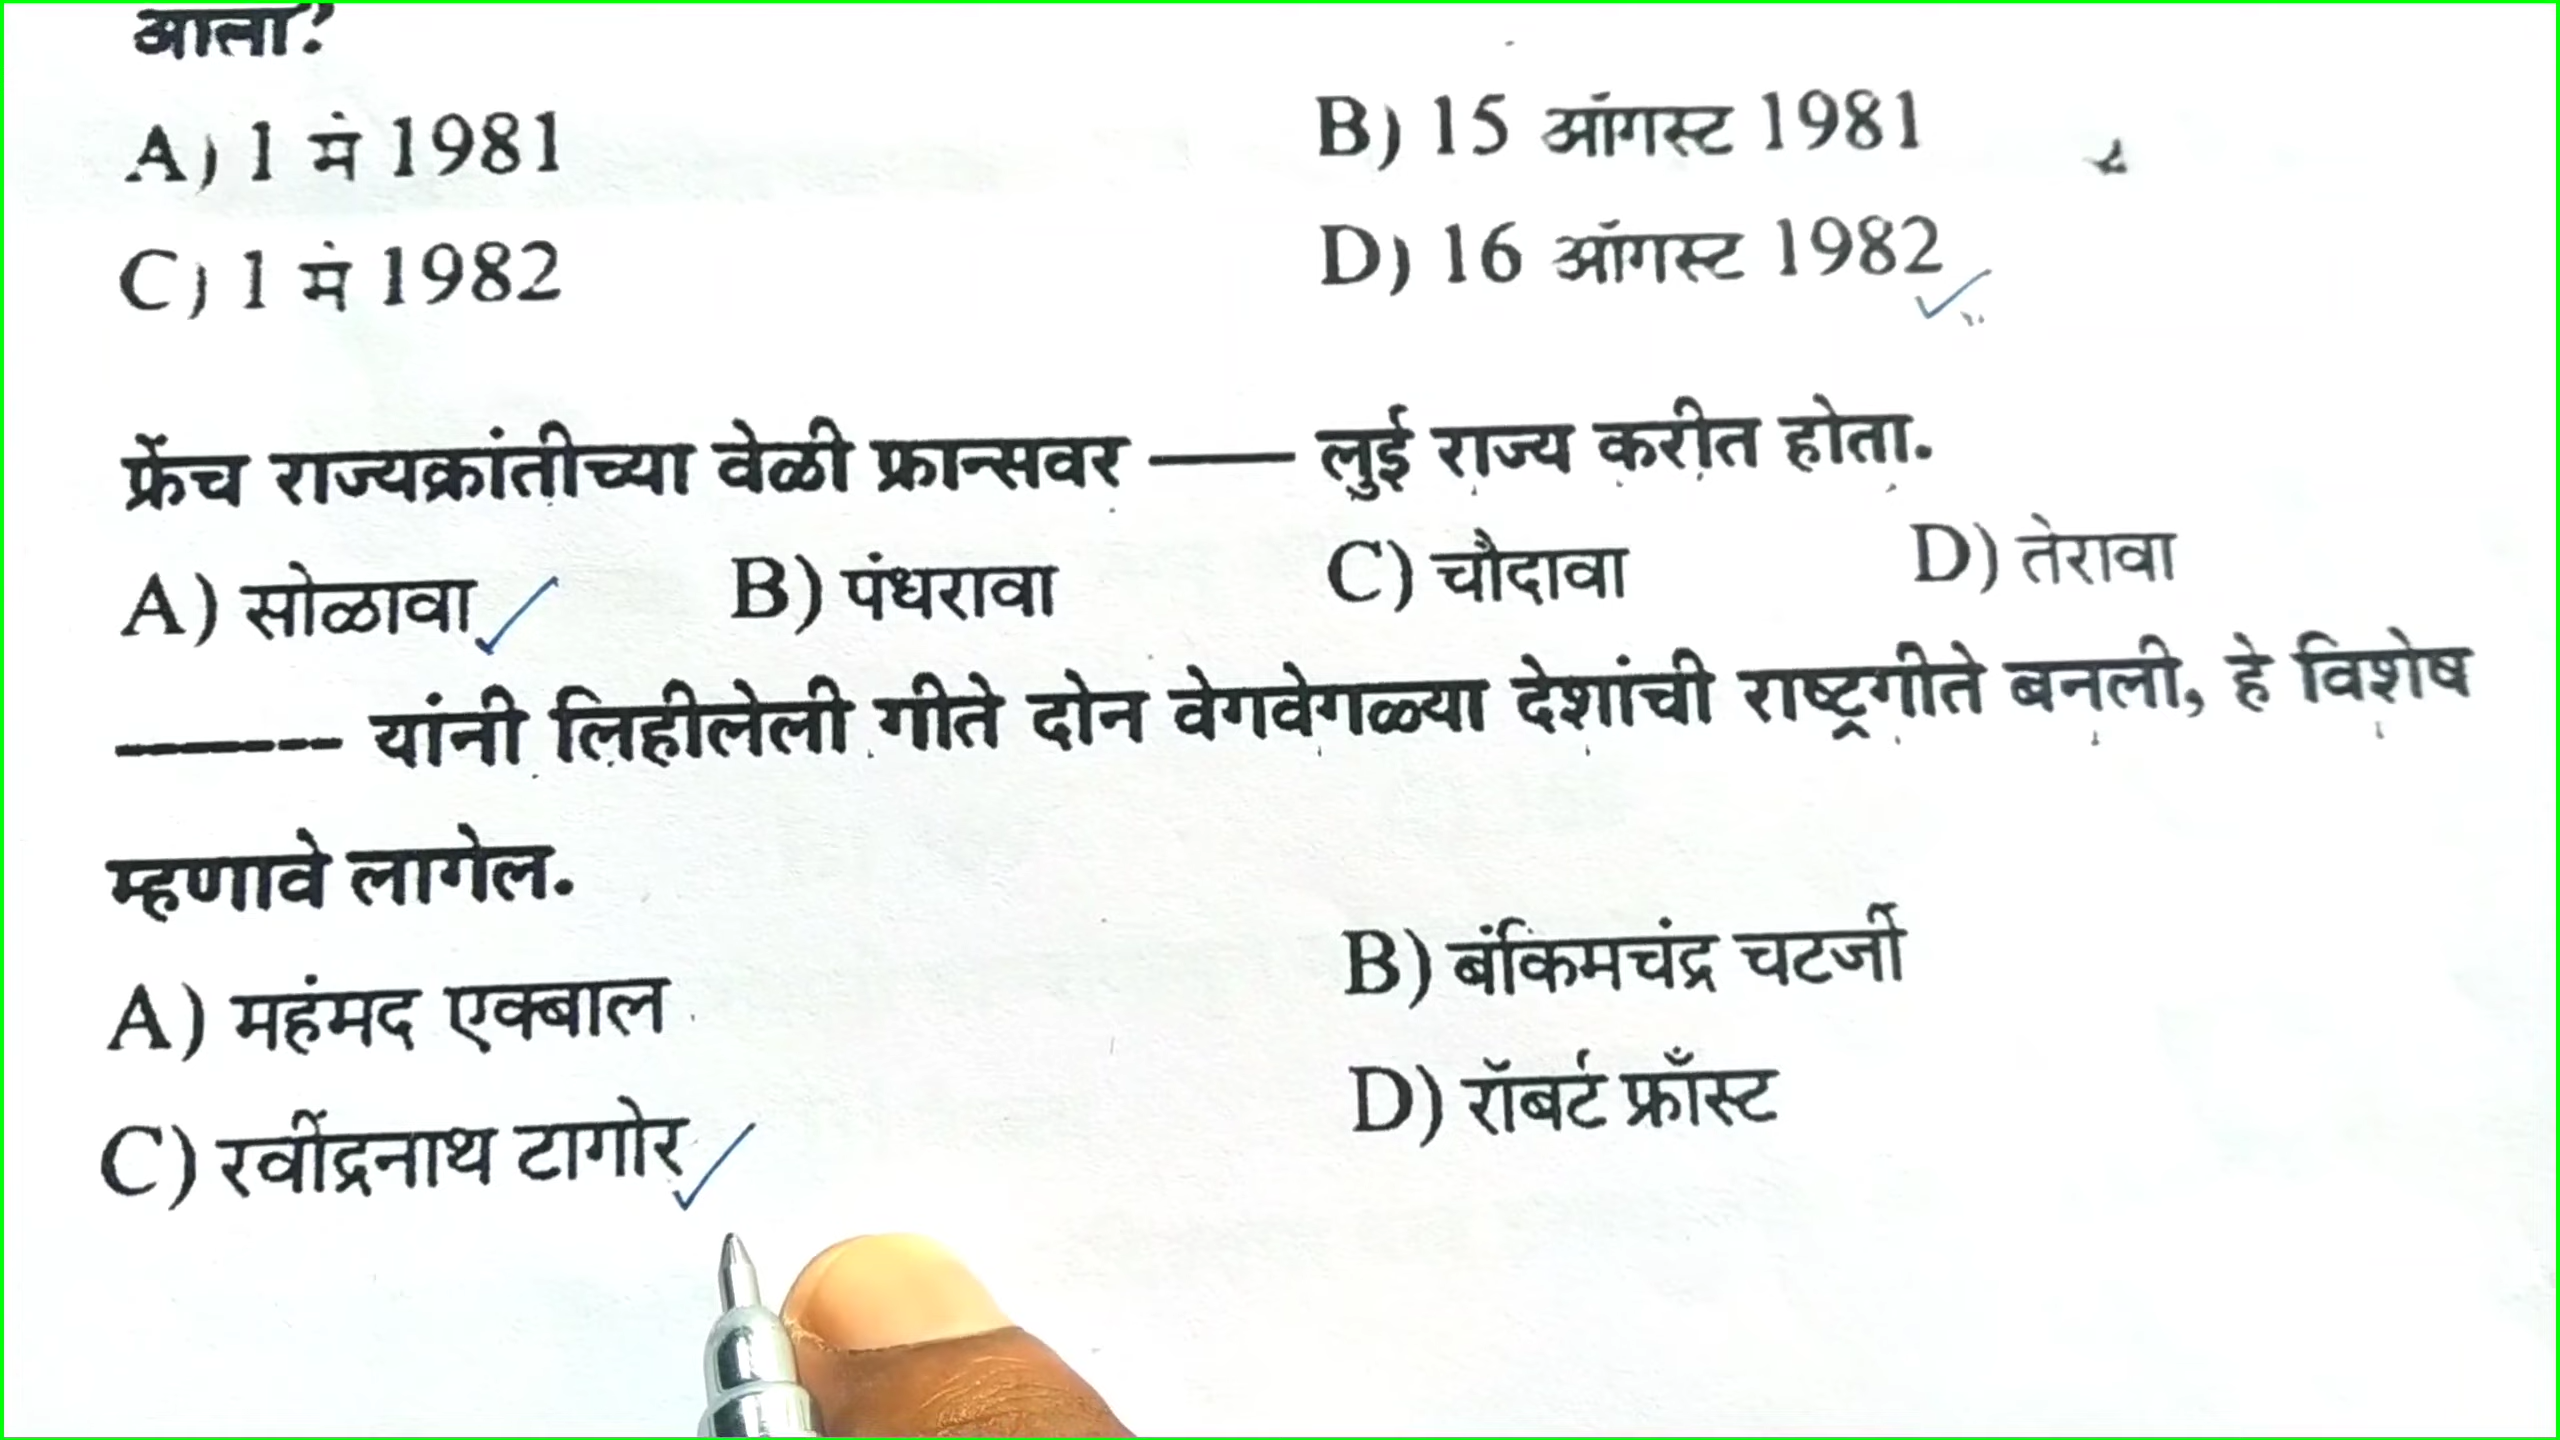 आला?
A) 1 मे 1981 B) 15 ऑगस्ट 1981
C) 1 मे 1982 D) 16 ऑगस्ट 1982
फ्रेंच राज्यक्रांतीच्या वेळी फ्रान्सवर —— लुई राज्य करीत होता.
A) सोळावा B) पंधरावा C) चौदावा D) तेरावा
------- यांनी लिहीलेली गीते दोन वेगवेगळ्या देशांची राष्ट्रगीते बनली, हे विशेष
म्हणावे लागेल.
A) महंमद एक्बाल B) बंकिमचंद्र चटर्जी
C) रवींद्रनाथ टागोर D) रॉबर्ट फ्रॉंस्ट